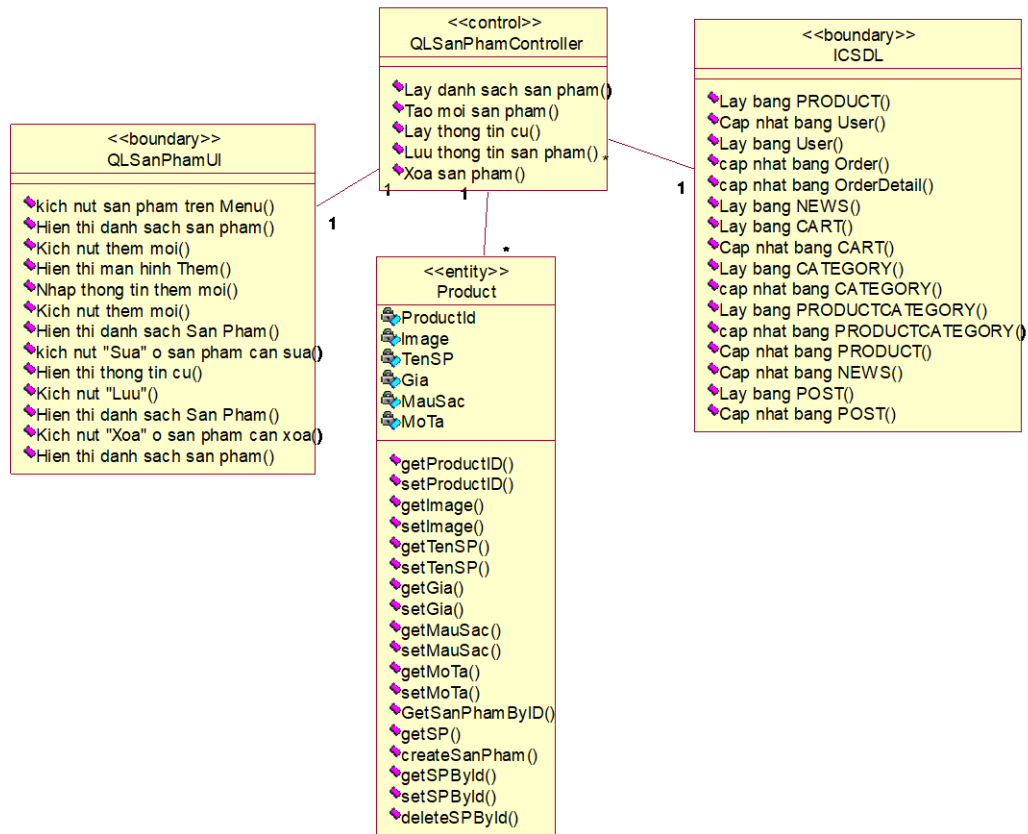 <<control>>
QLSanPhamController
Lay danh sach san pham()
Tao moi san pham()
Lay thong tin cu()
Luu thong tin san pham()
Xoa san pham()
<<boundary>>
QLSanPhamUI
kich nut san pham tren Menu()
Hien thi danh sach san pham()
Kich nut them moi()
Hien thi man hinh Them()
Nhap thong tin them moi()
Kich nut them moi()
Hien thi danh sach San Pham()
kich nut "Sua" o san pham can sua()
Hien thi thong tin cu()
Kich nut "Luu"()
Hien thi danh sach San Pham()
Kich nut "Xoa" o san pham can xoa()
Hien thi danh sach san pham()
<<boundary>>
ICSDL
Lay bang PRODUCT()
Cap nhat bang User()
Lay bang User()
cap nhat bang Order()
cap nhat bang OrderDetail()
Lay bang NEWS()
Lay bang CART()
Cap nhat bang CART()
Lay bang CATEGORY()
cap nhat bang CATEGORY()
Lay bang PRODUCTCATEGORY()
cap nhat bang PRODUCTCATEGORY()
Cap nhat bang PRODUCT()
Cap nhat bang NEWS()
Lay bang POST()
Cap nhat bang POST()
1
1
1
*
*
1
<<entity>>
Product
ProductId
Image
TenSP
Gia
MauSac
MoTa
getProductID()
setProductID()
getImage()
setImage()
getTenSP()
setTenSP()
getGia()
setGia()
getMauSac()
setMauSac()
getMoTa()
setMoTa()
GetSanPhamByID()
getSP()
createSanPham()
getSPById()
setSPById()
deleteSPById()